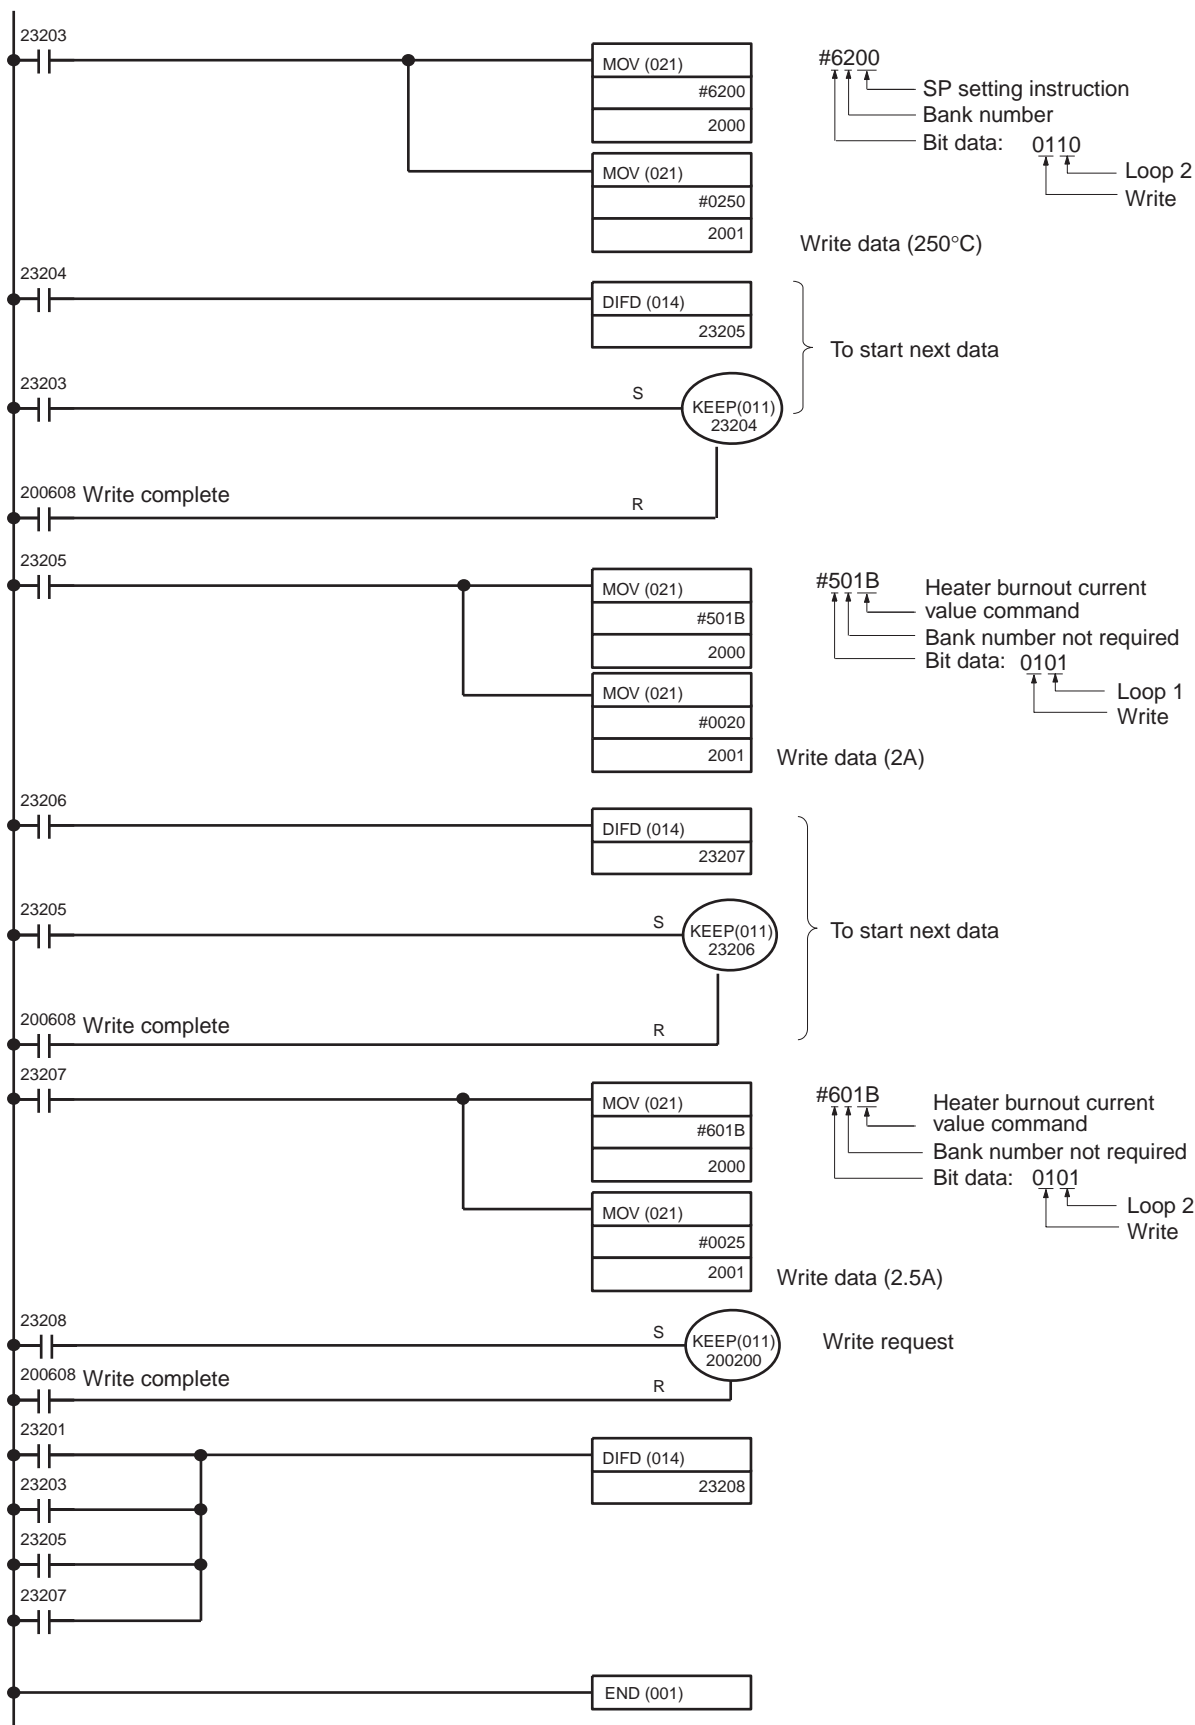 23203
MOV (021)
#6200
2000
#6200
SP setting instruction
Bank number
Bit data: 0110
Loop 2
Write
MOV (021)
#0250
2001
Write data (250°C)
23204
DIFD (014)
23205
To start next data
23203
S
KEEP(011)
23204
200608 Write complete
R
23205
MOV (021)
#501B
2000
#501B
Heater burnout current
value command
Bank number not required
Bit data: 0101
Loop 1
Write
MOV (021)
#0020
2001
Write data (2A)
23206
DIFD (014)
23207
23205
S
KEEP(011)
23206
To start next data
200608 Write complete
R
23207
MOV (021)
#601B
2000
#601B
Heater burnout current
value command
Bank number not required
Bit data: 0101
Loop 2
Write
MOV (021)
#0025
2001
Write data (2.5A)
23208
S
KEEP(011)
200200
Write request
200608 Write complete
R
23201
DIFD (014)
23208
23203
23205
23207
END (001)